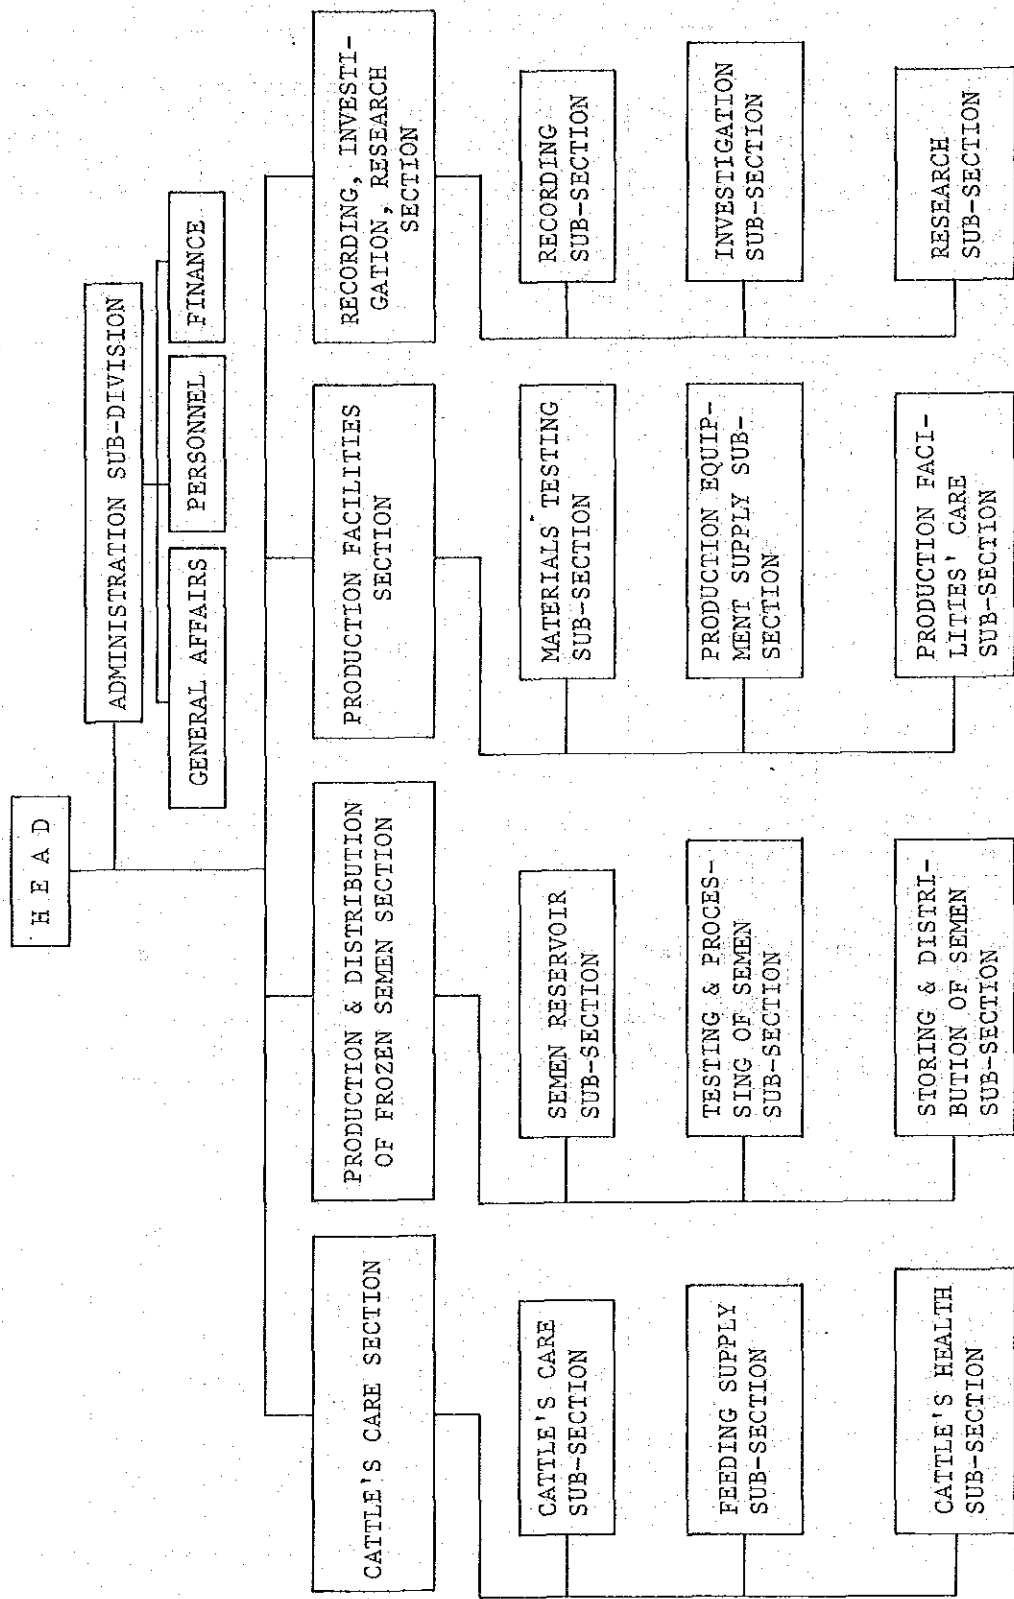 H E A D
ADMINISTRATION SUB-DIVISION
GENERAL AFFAIRS
PERSONNEL
FINANCE
CATTLE'S CARE SECTION
PRODUCTION & DISTRIBUTION
OF FROZEN SEMEN SECTION
PRODUCTION FACILITIES
SECTION
RECORDING, INVESTI-
GATION, RESEARCH
SECTION
CATTLE'S CARE
SUB-SECTION
FEEDING SUPPLY
SUB-SECTION
CATTLE'S HEALTH
SUB-SECTION
SEMEN RESERVOIR
SUB-SECTION
TESTING & PROCES-
SING OF SEMEN
SUB-SECTION
STORING & DISTRI-
BUTION OF SEMEN
SUB-SECTION
MATERIALS TESTING
SUB-SECTION
PRODUCTION EQUIP-
MENT SUPPLY SUB-
SECTION
PRODUCTION FACI-
LITIES' CARE
SUB-SECTION
RECORDING
SUB-SECTION
INVESTIGATION
SUB-SECTION
RESEARCH
SUB-SECTION